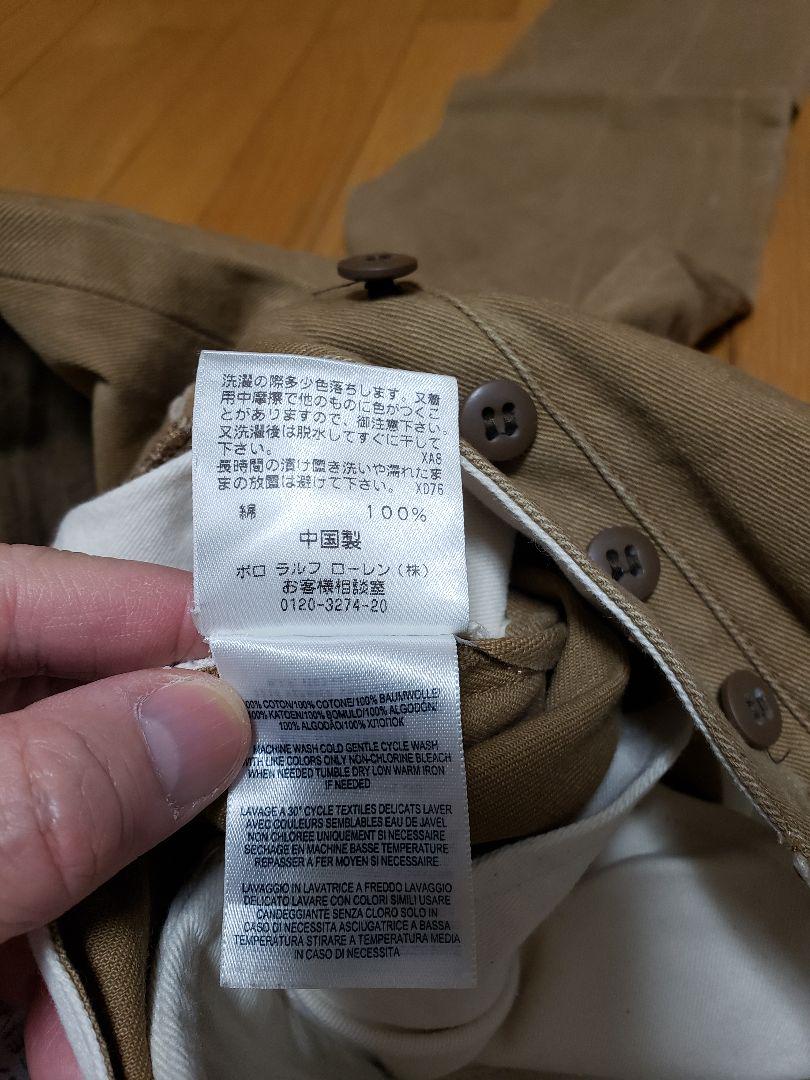 洗濯の際多少色落ちします。又着
用中摩擦で他のものに色がつくこ
とがありますので、御注意下さい。
又洗濯後は脱水してすぐに干して
下さい。 XA8
長時間の漬け置き洗いや濡れたま
まの放置は避けて下さい。 XD76
綿 100%
中国製
ポロ ラルフ ローレン(株)
お客様相談室
0120-3274-20
00% COTON/100% COTONE/100% BAUMWOLLE/
100% KATOEN/100% BOMULD/100% ALGODON/
100% ALGODÃO/100% ΧΠΟΠΟΚ
MACHINE WASH COLD GENTLE CYCLE WASH
WITH LIKE COLORS ONLY NON-CHLORINE BLEACH
WHEN NEEDED TUMBLE DRY LOW WARM IRON
IF NEEDED
LAVAGE A 30° CYCLE TEXTILES DELICATS LAVER
AVEC COULEURS SEMBLABLES EAU DE JAVEL
NON CHLOREE UNIQUEMENT SI NECESSAIRE
SECHAGE EN MACHINE BASSE TEMPERATURE
REPASSER A FER MOYEN SI NECESSAIRE
LAVAGGIO IN LAVATRICE A FREDDO LAVAGGIO
DELICATO LAVARE CON COLORI SIMILI USARE
CANDEGGIANTE SENZA CLORO SOLO IN
CASO DI NECESSITA ASCIUGATRICE A BASSA
TEMPERATURA STIRARE A TEMPERATURA MEDIA
IN CASO DI NECESSITA